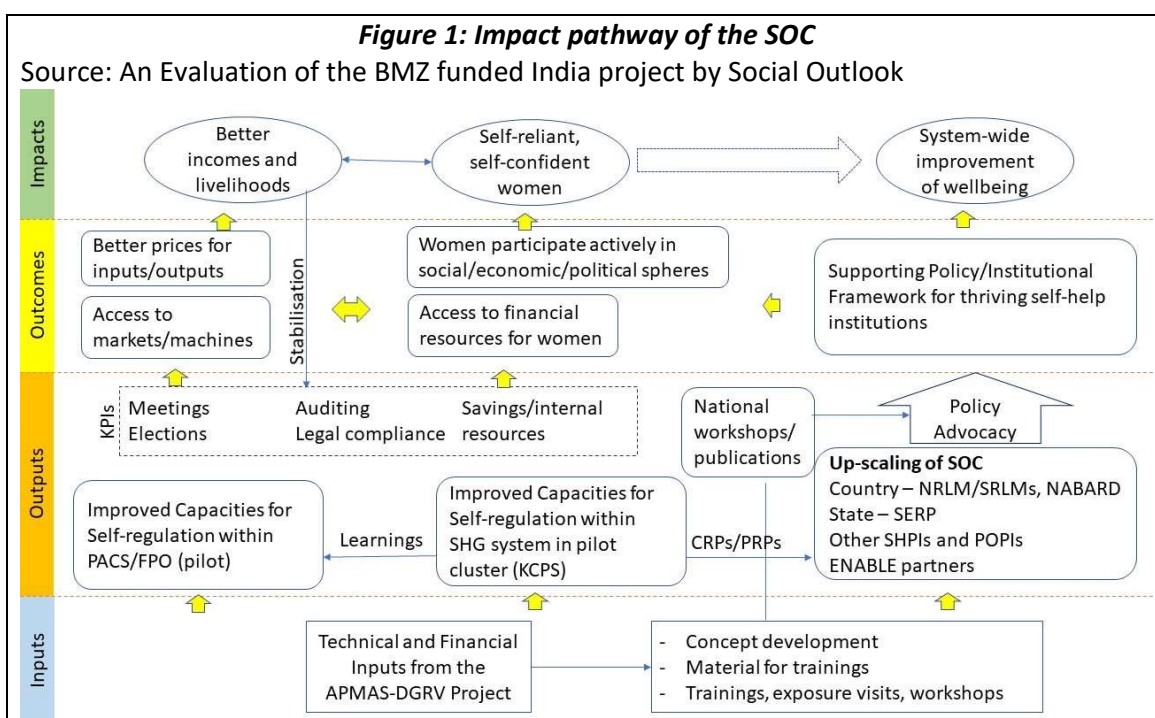 Figure 1: Impact pathway of the SOC
Source: An Evaluation of the BMZ funded India project by Social Outlook
Impacts
Better
incomes and
livelihoods
Self-reliant,
self-confident
women
System-wide
improvement
of wellbeing
Outcomes
Better prices for
inputs/outputs
Access to
markets/machines
Stabilisation
Women participate actively in
social/economic/political spheres
Access to financial
resources for women
Supporting Policy/Institutional
Framework for thriving self-help
institutions
Outputs
KPIs
Meetings
Elections
Auditing
Legal compliance
Savings/internal
resources
National
workshops/
publications
Policy
Advocacy
Improved Capacities for
Self-regulation within
PACS/FPO (pilot)
Learnings
Improved Capacities for
Self-regulation within
SHG system in pilot
cluster (KCPS)
CRPs/PRPs
Up-scaling of SOC
Country – NRLM/SRLMs, NABARD
State – SERP
Other SHPIs and POPIs
ENABLE partners
Inputs
Technical and Financial
Inputs from the
APMAS-DGRV Project
- Concept development
- Material for trainings
- Trainings, exposure visits, workshops